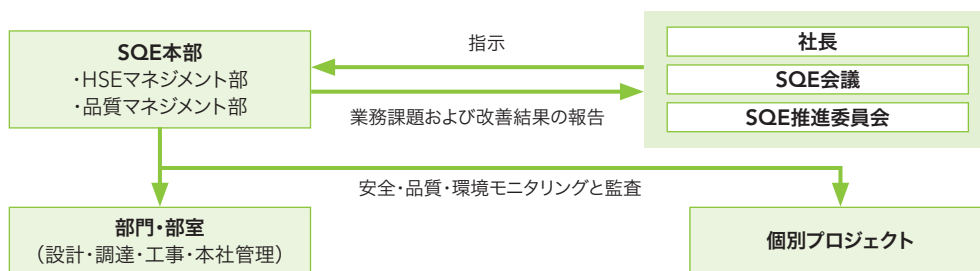 SQE本部
・HSEマネジメント部
・品質マネジメント部
指示
業務課題および改善結果の報告
社長
SQE会議
SQE推進委員会
安全・品質・環境モニタリングと監査
部門・部室
（設計・調達・工事・本社管理）
個別プロジェクト